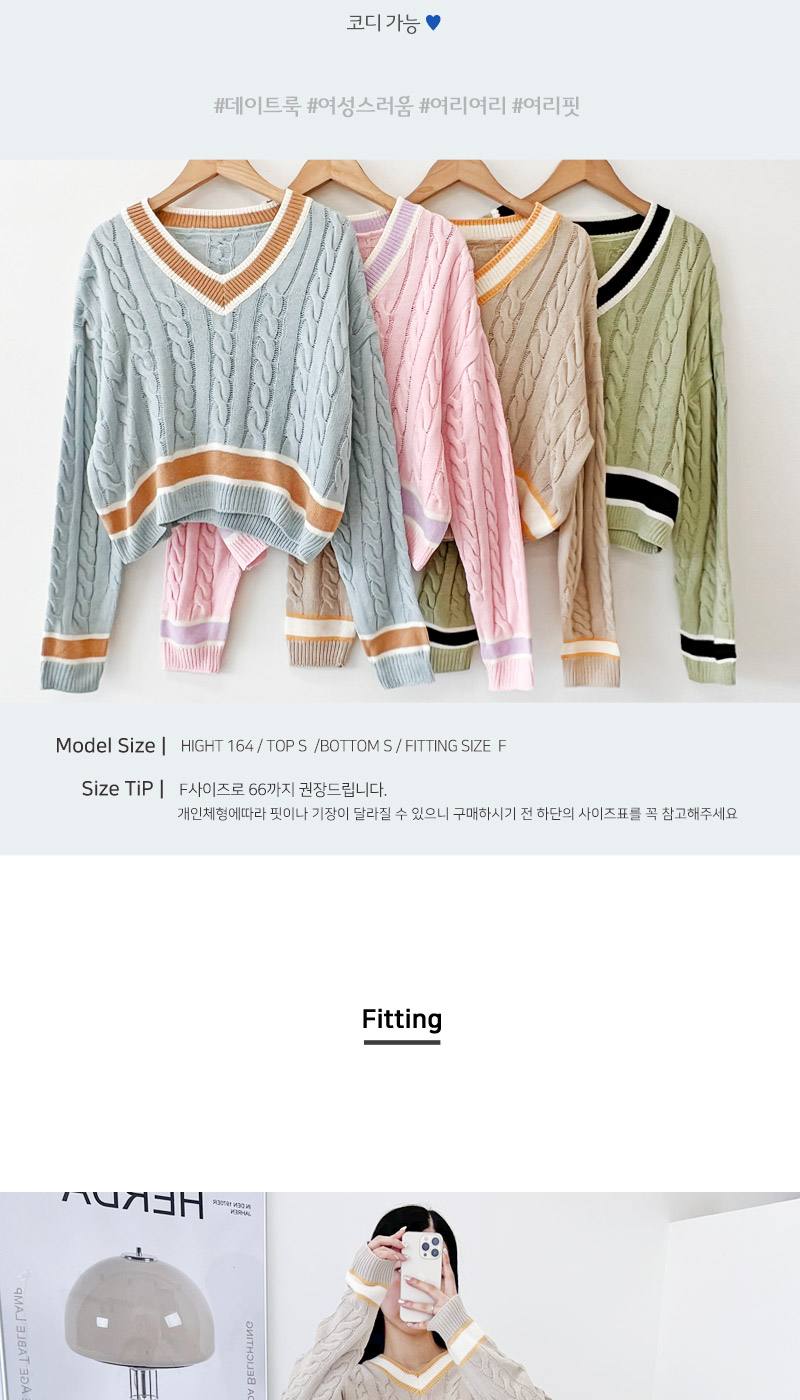 코디 가능 💙
#데이트룩 #여성스러움 #여리여리 #여리핏
Model Size | HIGHT 164 / TOP S /BOTTOM S / FITTING SIZE F
Size TiP | F사이즈로 66까지 권장드립니다.
개인체형에따라 핏이나 기장이 달라질 수 있으니 구매하시기 전 하단의 사이즈표를 꼭 참고해주세요
Fitting
HERDA
IN DEN 1970ER
JAHREN